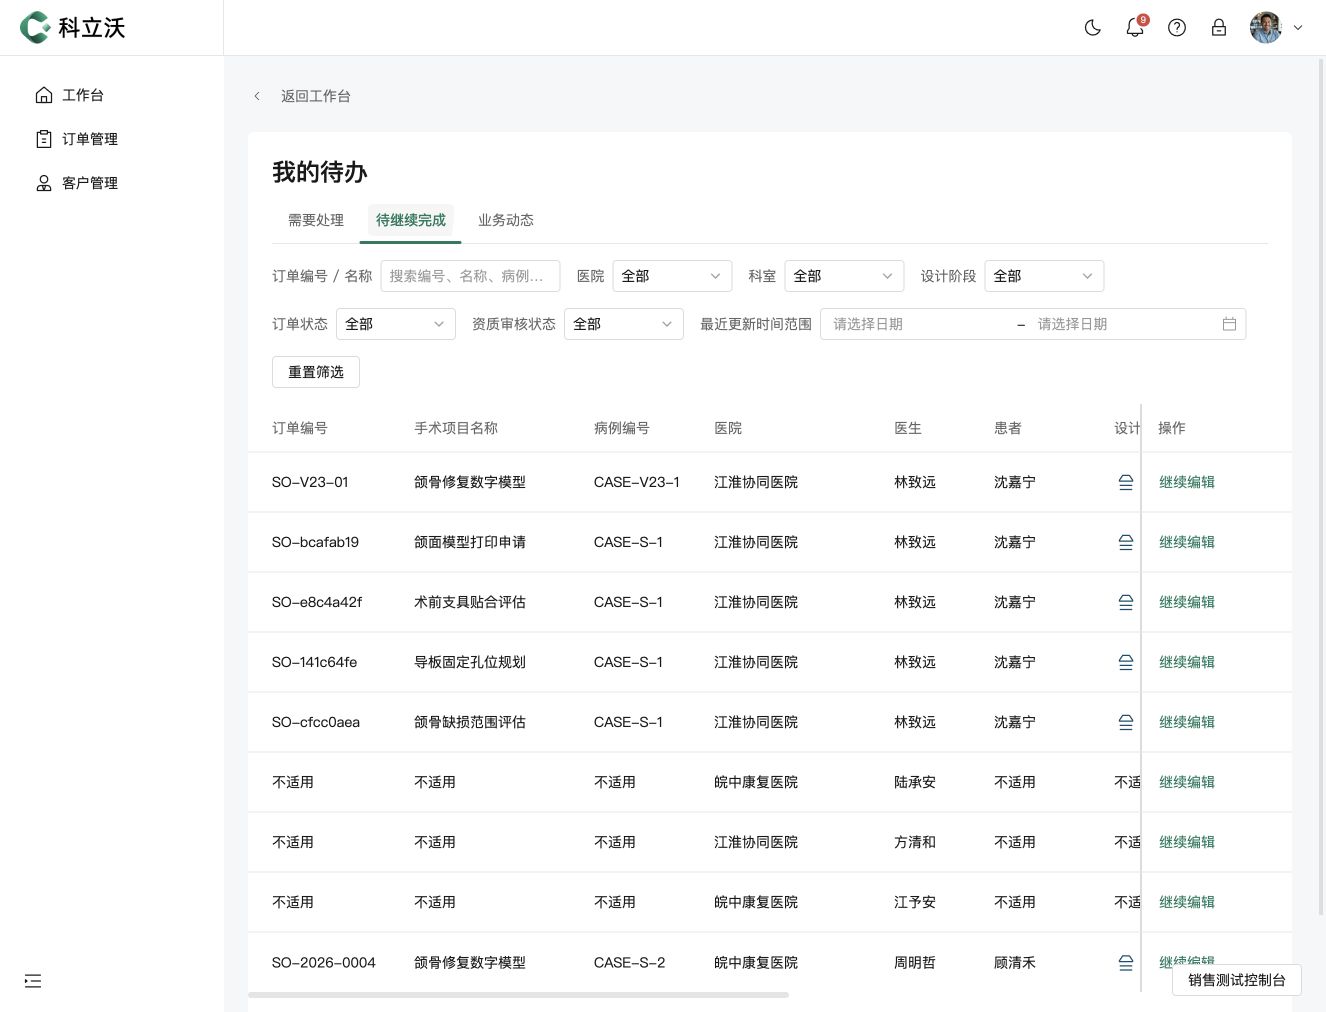 科立沃
9
工作台
订单管理
客户管理
返回工作台
我的待办
需要处理 待继续完成 业务动态
订单编号 / 名称 搜索编号、名称、病例... 医院 全部 科室 全部 设计阶段 全部
订单状态 全部 资质审核状态 全部 最近更新时间范围 请选择日期 – 请选择日期
重置筛选
订单编号 手术项目名称 病例编号 医院 医生 患者 设计 操作
SO-V23-01 颌骨修复数字模型 CASE-V23-1 江淮协同医院 林致远 沈嘉宁 继续编辑
SO-bcafab19 颌面模型打印申请 CASE-S-1 江淮协同医院 林致远 沈嘉宁 继续编辑
SO-e8c4a42f 术前支具贴合评估 CASE-S-1 江淮协同医院 林致远 沈嘉宁 继续编辑
SO-141c64fe 导板固定孔位规划 CASE-S-1 江淮协同医院 林致远 沈嘉宁 继续编辑
SO-cfcc0aea 颌骨缺损范围评估 CASE-S-1 江淮协同医院 林致远 沈嘉宁 继续编辑
不适用 不适用 不适用 皖中康复医院 陆承安 不适用 不适 继续编辑
不适用 不适用 不适用 江淮协同医院 方清和 不适用 不适 继续编辑
不适用 不适用 不适用 皖中康复医院 江予安 不适用 不适 继续编辑
SO-2026-0004 颌骨修复数字模型 CASE-S-2 皖中康复医院 周明哲 顾清禾 继续编辑
销售测试控制台